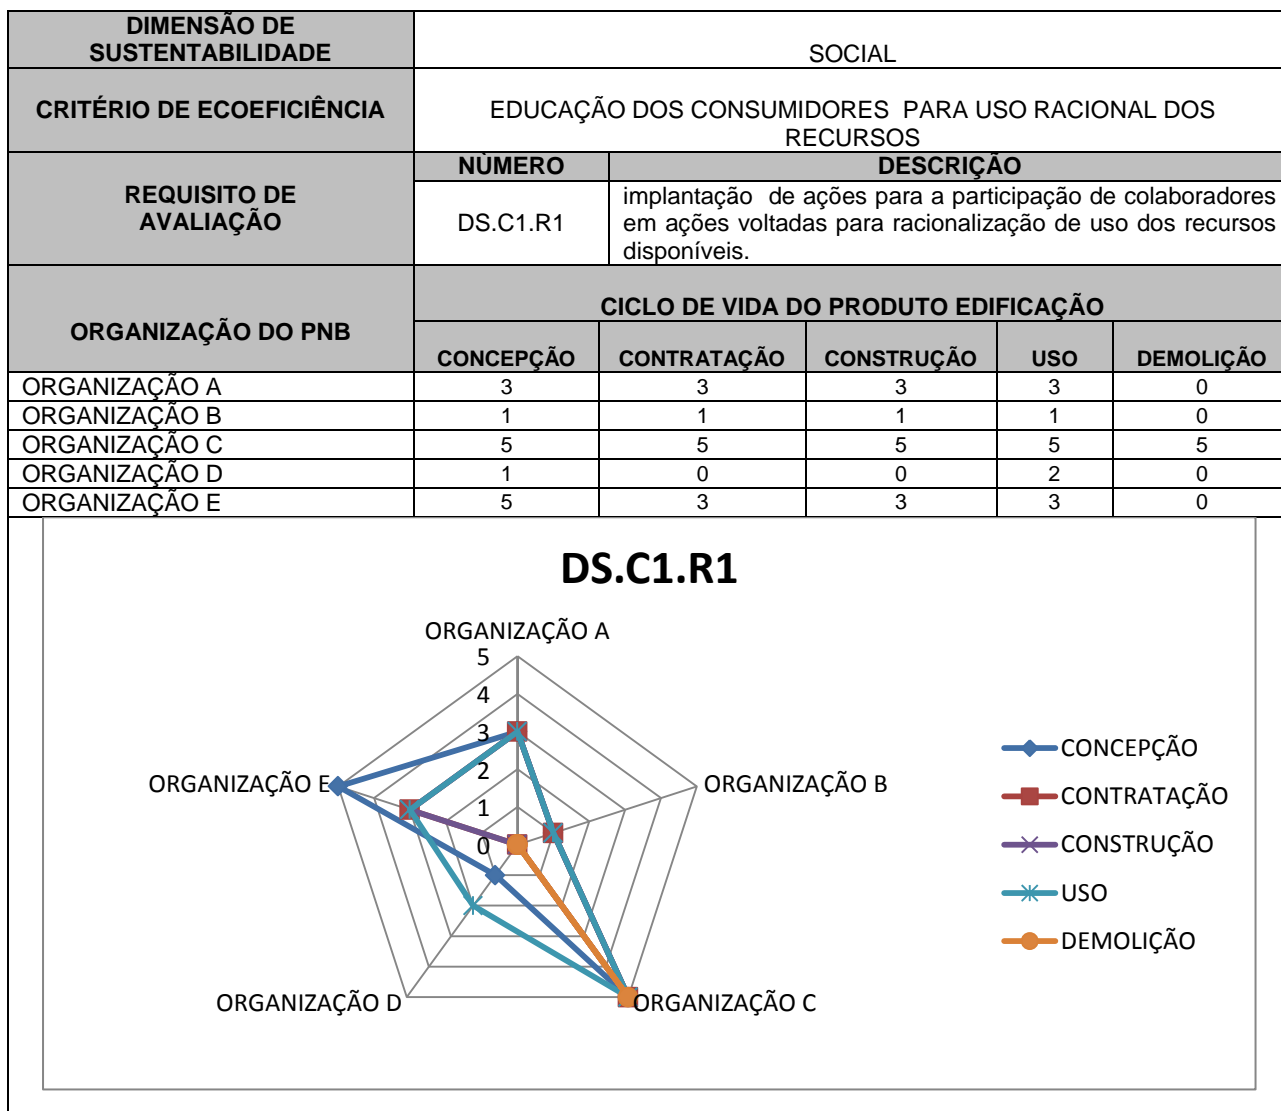 DIMENSÃO DE
SUSTENTABILIDADE
SOCIAL
CRITÉRIO DE ECOEFICIÊNCIA
EDUCAÇÃO DOS CONSUMIDORES PARA USO RACIONAL DOS
RECURSOS
REQUISITO DE
AVALIAÇÃO
NÙMERO
DESCRIÇÃO
DS.C1.R1
implantação de ações para a participação de colaboradores
em ações voltadas para racionalização de uso dos recursos
disponíveis.
ORGANIZAÇÃO DO PNB
CICLO DE VIDA DO PRODUTO EDIFICAÇÃO
CONCEPÇÃO CONTRATAÇÃO CONSTRUÇÃO USO DEMOLIÇÃO
ORGANIZAÇÃO A 3 3 3 3 0
ORGANIZAÇÃO B 1 1 1 1 0
ORGANIZAÇÃO C 5 5 5 5 5
ORGANIZAÇÃO D 1 0 0 2 0
ORGANIZAÇÃO E 5 3 3 3 0
DS.C1.R1
ORGANIZAÇÃO A
5
4
3
2
1
0
ORGANIZAÇÃO B
ORGANIZAÇÃO C
ORGANIZAÇÃO D
ORGANIZAÇÃO E
CONCEPÇÃO
CONTRATAÇÃO
CONSTRUÇÃO
USO
DEMOLIÇÃO